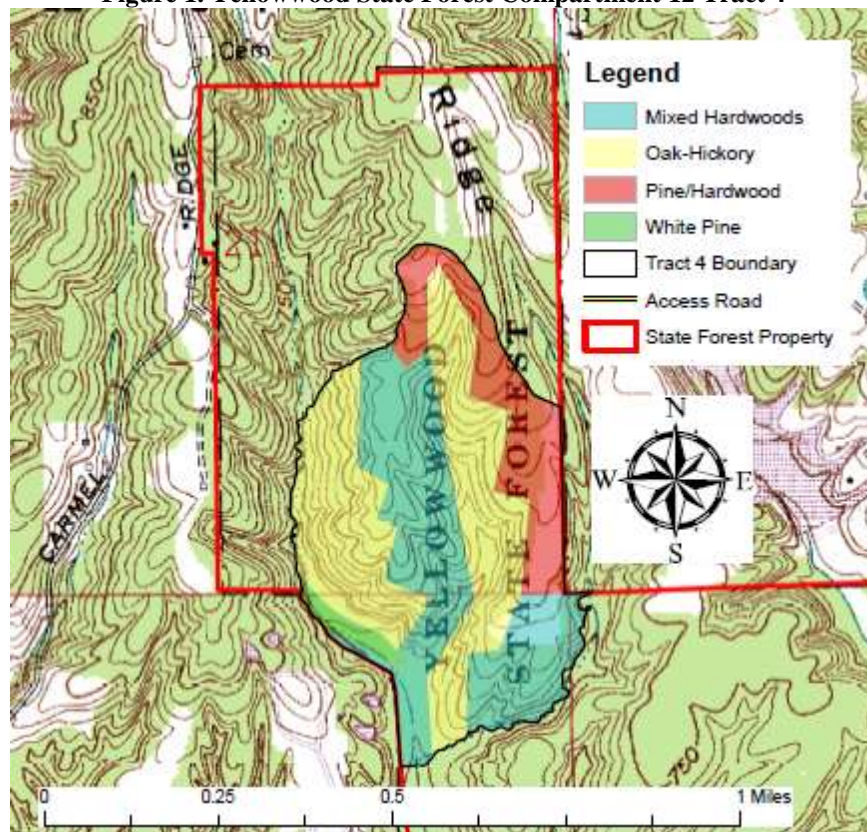 Figure 1. Yellowwood State Forest Compartment 12 Tract 4
Cem
850
Ridge
RIDGE
21
CARMEL
YELLOWWOOD
STATE FOREST
750
Legend
Mixed Hardwoods
Oak-Hickory
Pine/Hardwood
White Pine
Tract 4 Boundary
Access Road
State Forest Property
N
W
E
S
0 0.25 0.5 1 Miles